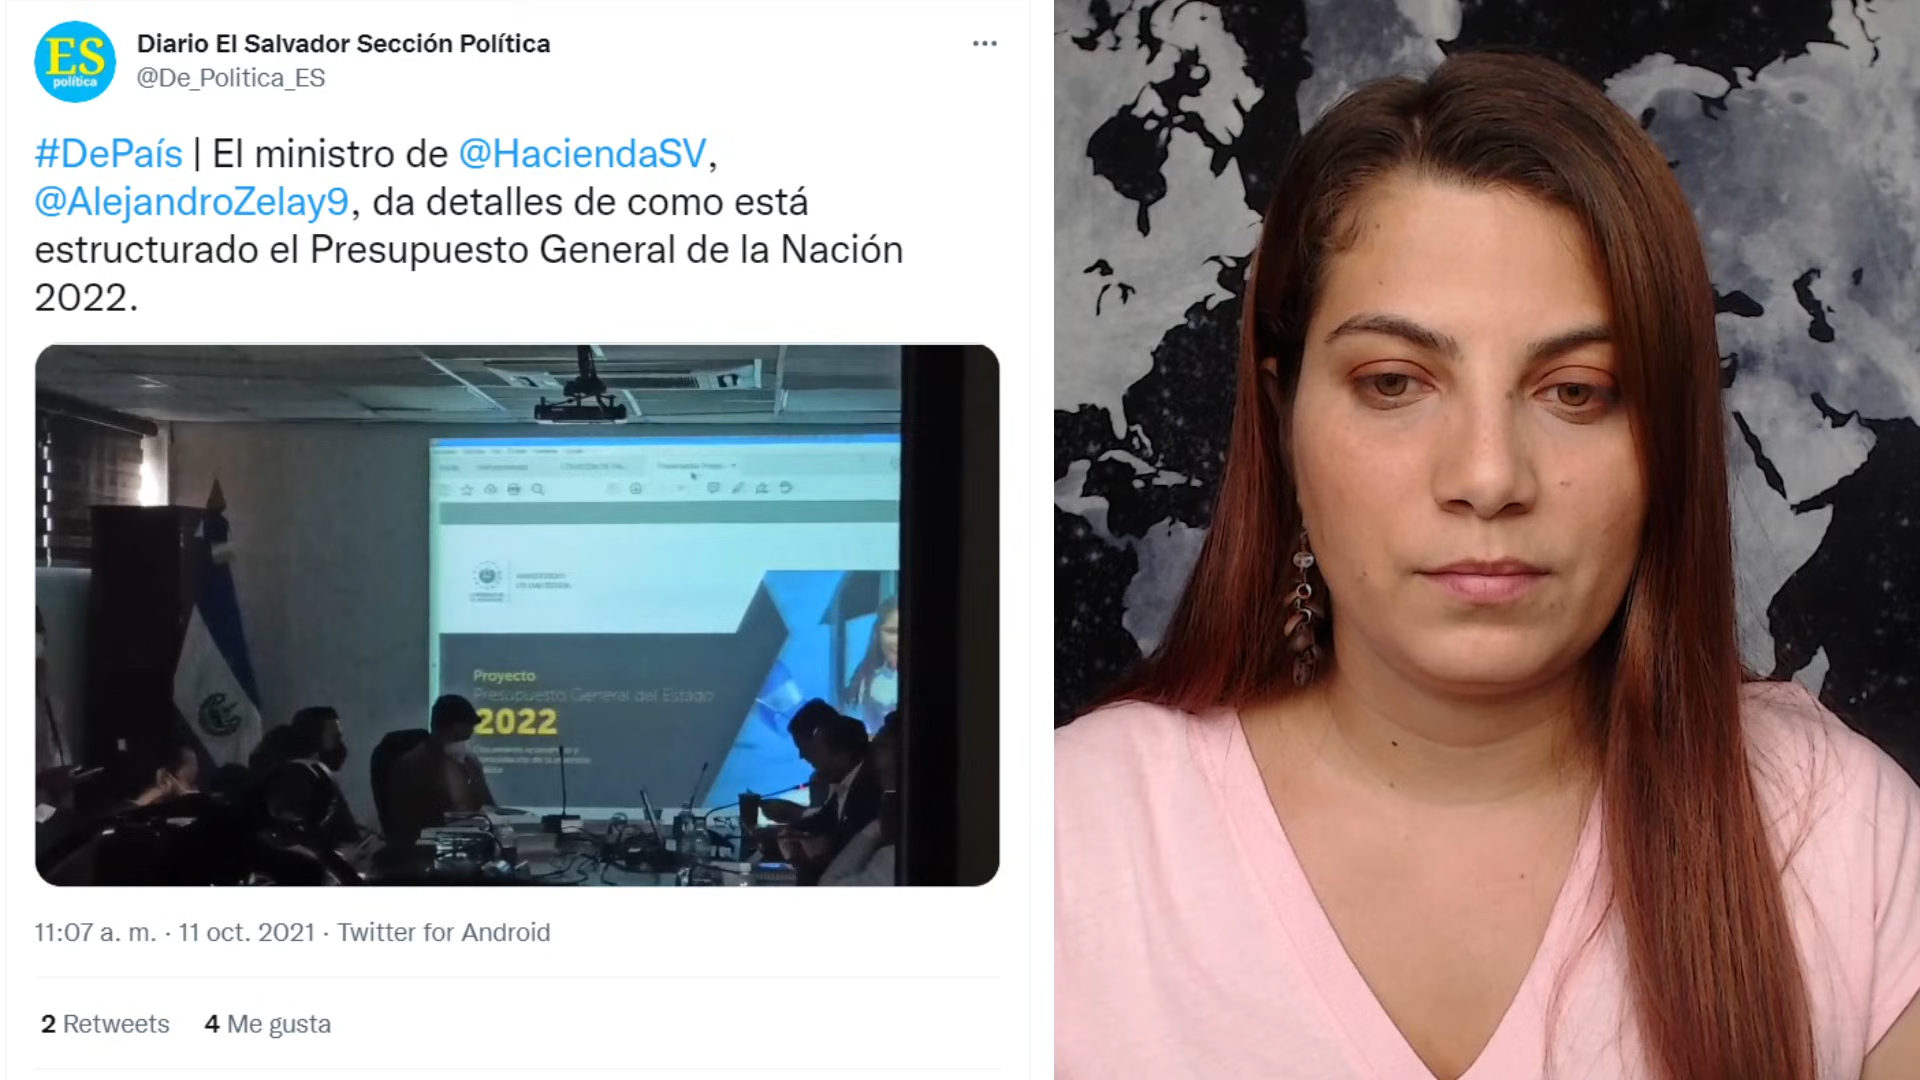 ES
política
Diario El Salvador Sección Política
@De_Politica_ES
#DePaís | El ministro de @HaciendaSV,
@AlejandroZelay9, da detalles de como está
estructurado el Presupuesto General de la Nación
2022.
Proyecto
Presupuesto General del Estado
2022
11:07 a. m. · 11 oct. 2021 · Twitter for Android
2 Retweets 4 Me gusta